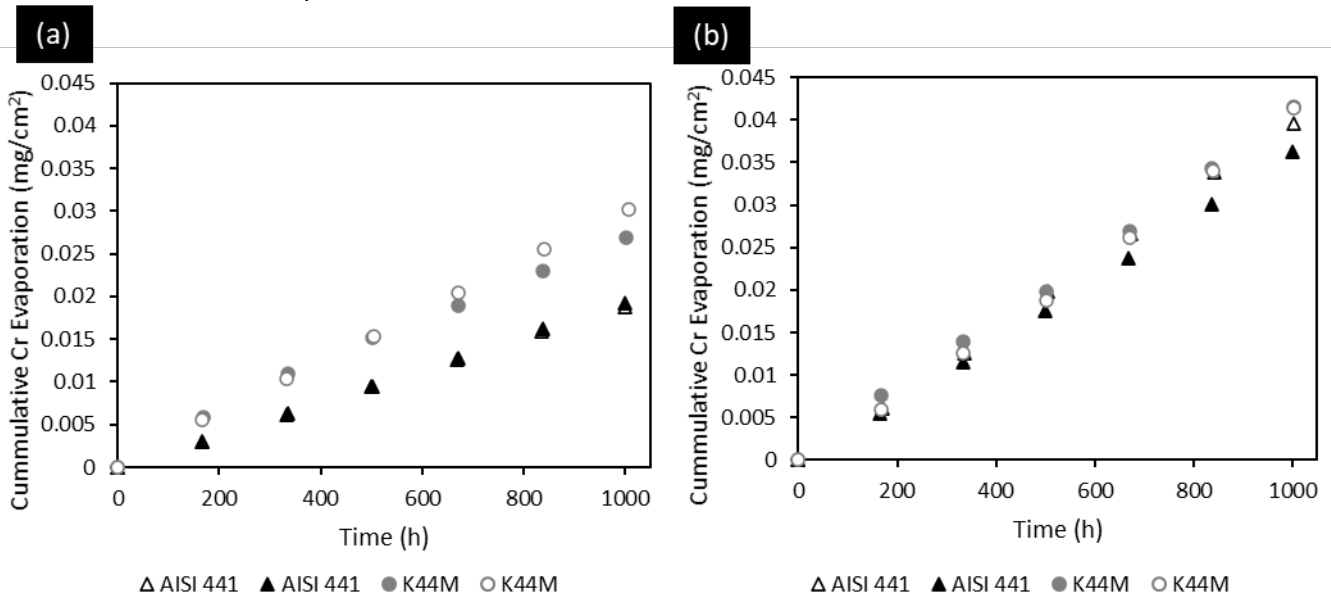 (a)
Cummulative Cr Evaporation (mg/cm²)
0.045
0.04
0.035
0.03
0.025
0.02
0.015
0.01
0.005
0
0 200 400 600 800 1000
Time (h)
△ AISI 441 ▲ AISI 441 ● K44M ○ K44M
(b)
Cummulative Cr Evaporation (mg/cm²)
0.045
0.04
0.035
0.03
0.025
0.02
0.015
0.01
0.005
0
0 200 400 600 800 1000
Time (h)
△ AISI 441 ▲ AISI 441 ● K44M ○ K44M